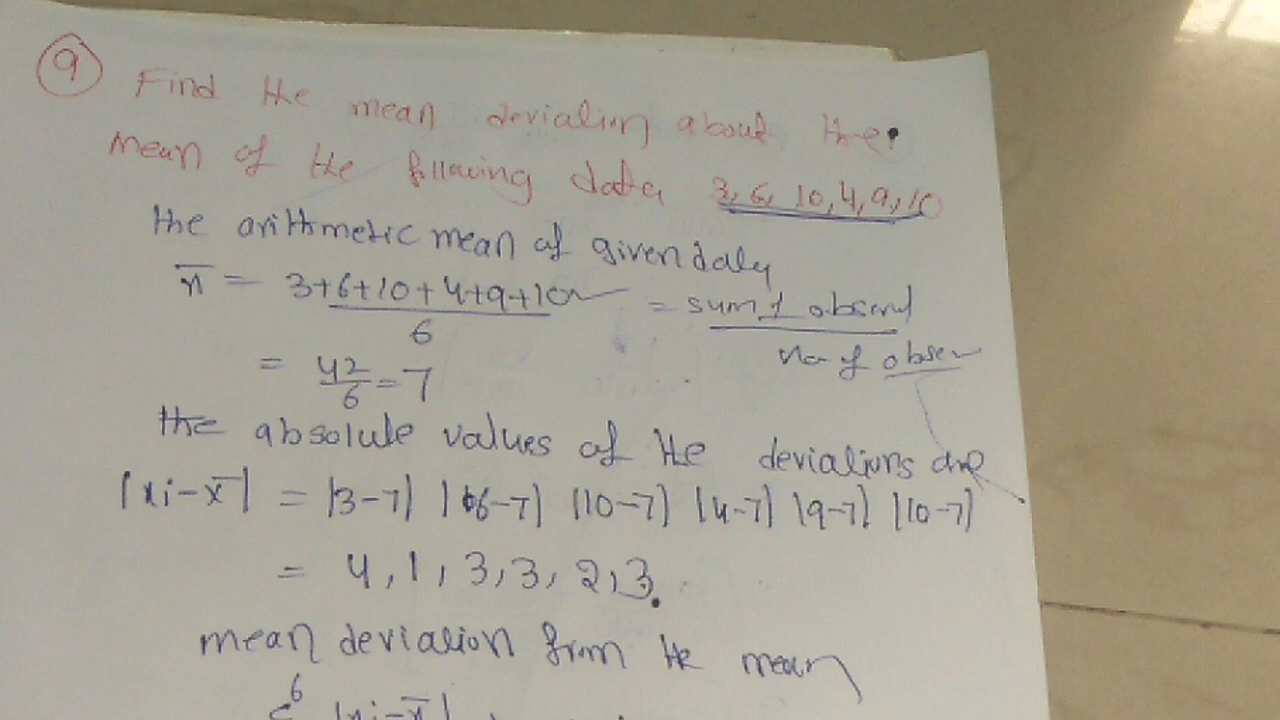 9 Find the mean deviation about the
mean of the following data 3, 6, 10, 4, 9, 10
the arithmetic mean of given data
x̄ = 3+6+10+4+9+10 / 6 = sum of observ / no of obser
= 42/6 = 7
the absolute values of the deviations are
|xi-x̄| = |3-7| |6-7| |10-7| |4-7| |9-7| |10-7|
= 4, 1, 3, 3, 2, 3.
mean deviation from the mean
6 |xi-x̄|